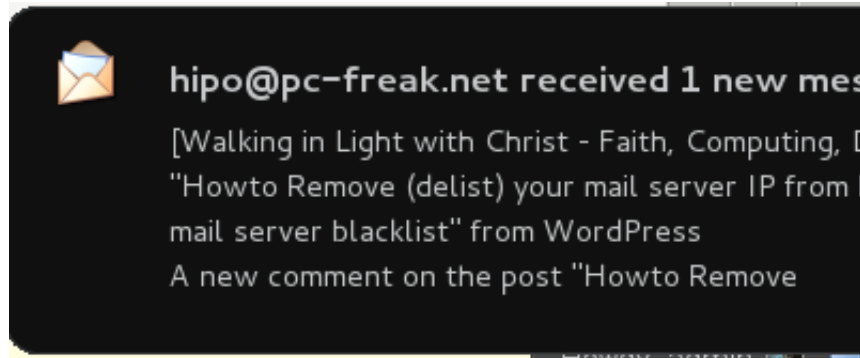 hipo@pc-freak.net received 1 new mes
[Walking in Light with Christ - Faith, Computing,
"Howto Remove (delist) your mail server IP from
mail server blacklist" from WordPress
A new comment on the post "Howto Remove